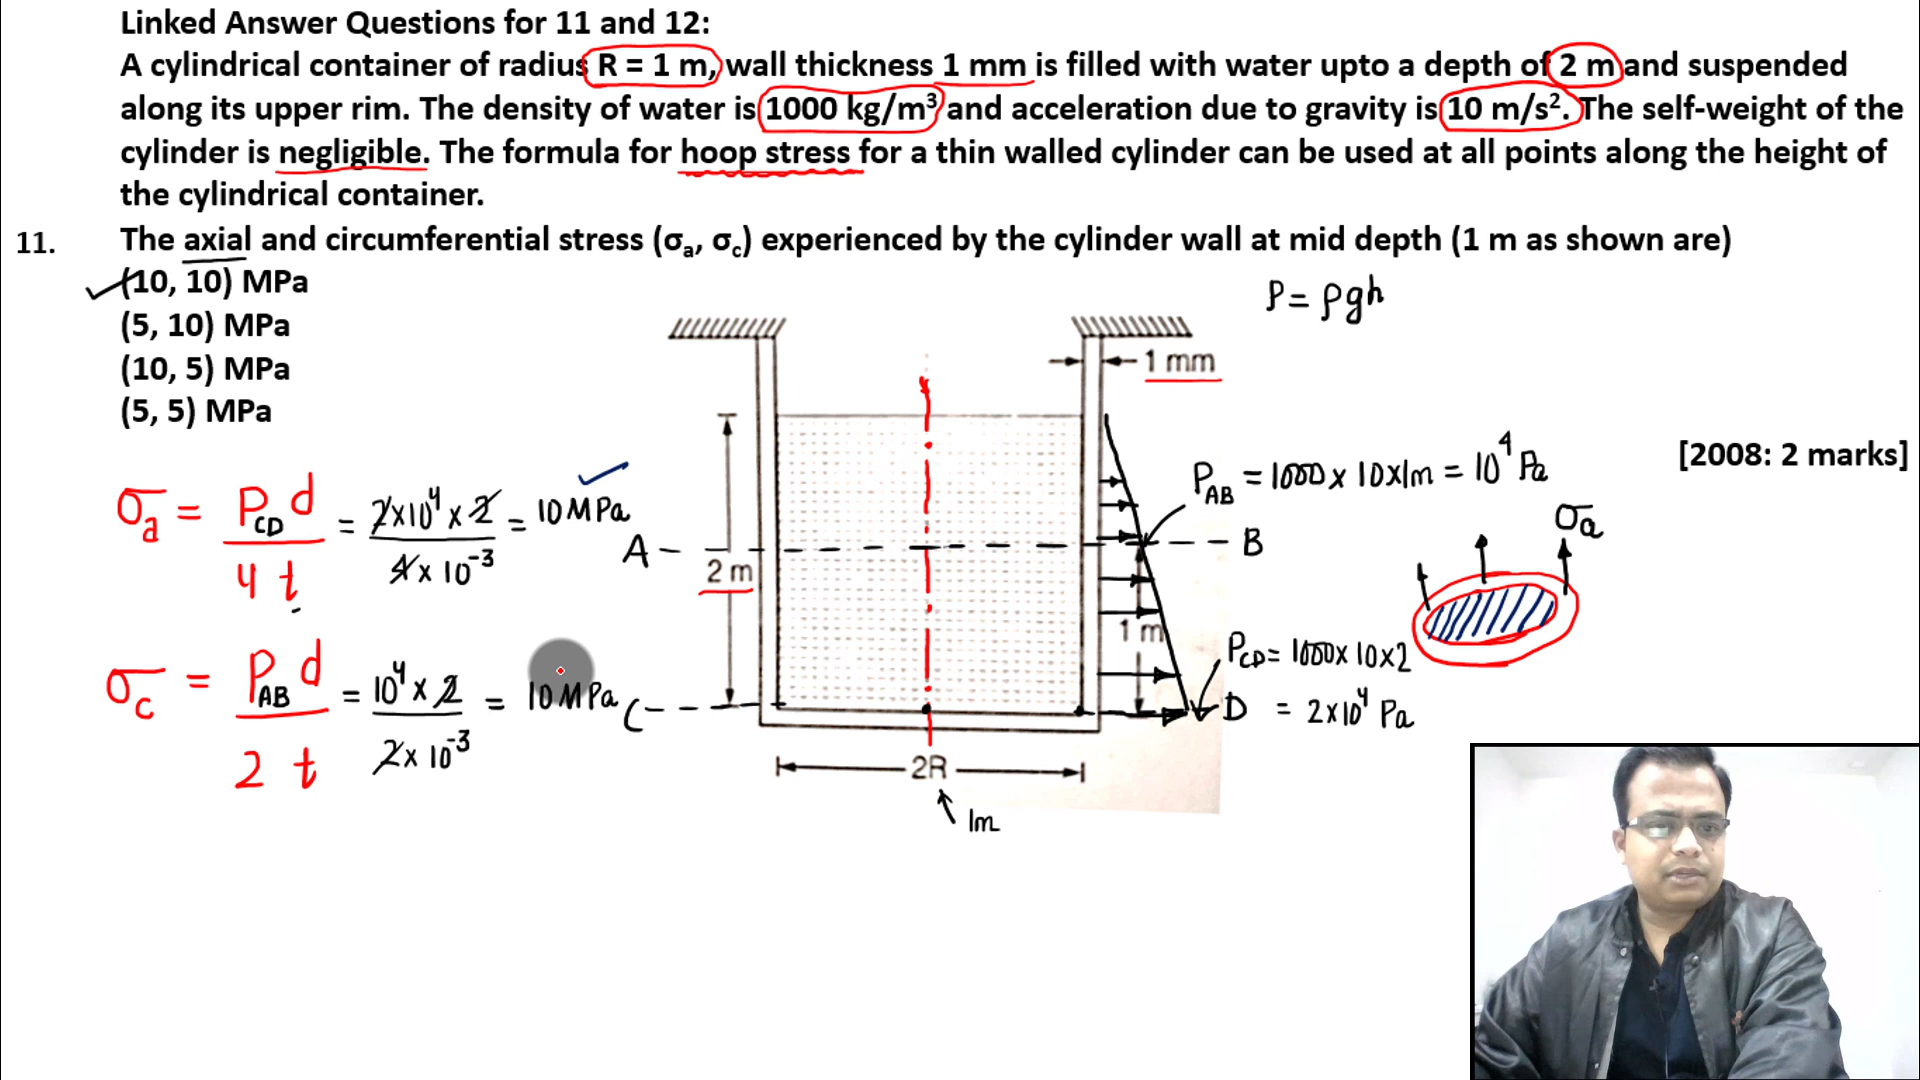 Linked Answer Questions for 11 and 12:
A cylindrical container of radius R = 1 m, wall thickness 1 mm is filled with water upto a depth of 2 m and suspended
along its upper rim. The density of water is 1000 kg/m³ and acceleration due to gravity is 10 m/s². The self-weight of the
cylinder is negligible. The formula for hoop stress for a thin walled cylinder can be used at all points along the height of
the cylindrical container.
11. The axial and circumferential stress (σₐ, σ꜀) experienced by the cylinder wall at mid depth (1 m as shown are)
(10, 10) MPa
(5, 10) MPa
(10, 5) MPa
(5, 5) MPa
[2008: 2 marks]
P = ρgh
1 mm
P_AB = 1000 x 10 x 1m = 10⁴ Pa
σa = P_CD d / 4 t = 2x10⁴ x 2 / 4 x 10⁻³ = 10 MPa
A
B
σa
2 m
1 m
σc = P_AB d / 2 t = 10⁴ x 2 / 2 x 10⁻³ = 10 MPa
C
P_CD = 1000 x 10 x 2
D = 2x10⁴ Pa
2R
1m